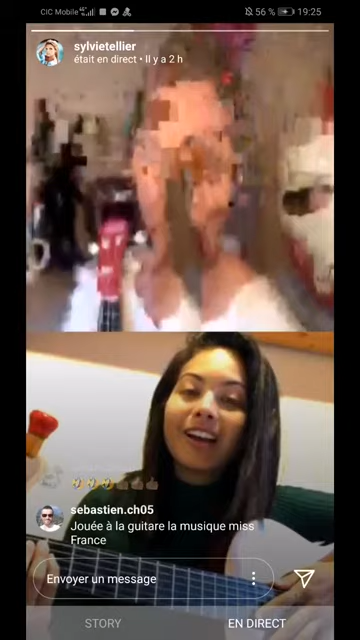 CIC Mobile 4G
56 %
19:25
sylvietellier
était en direct • Il y a 2 h
sebastien.ch05
Jouée à la guitare la musique miss
France
Envoyer un message
STORY
EN DIRECT